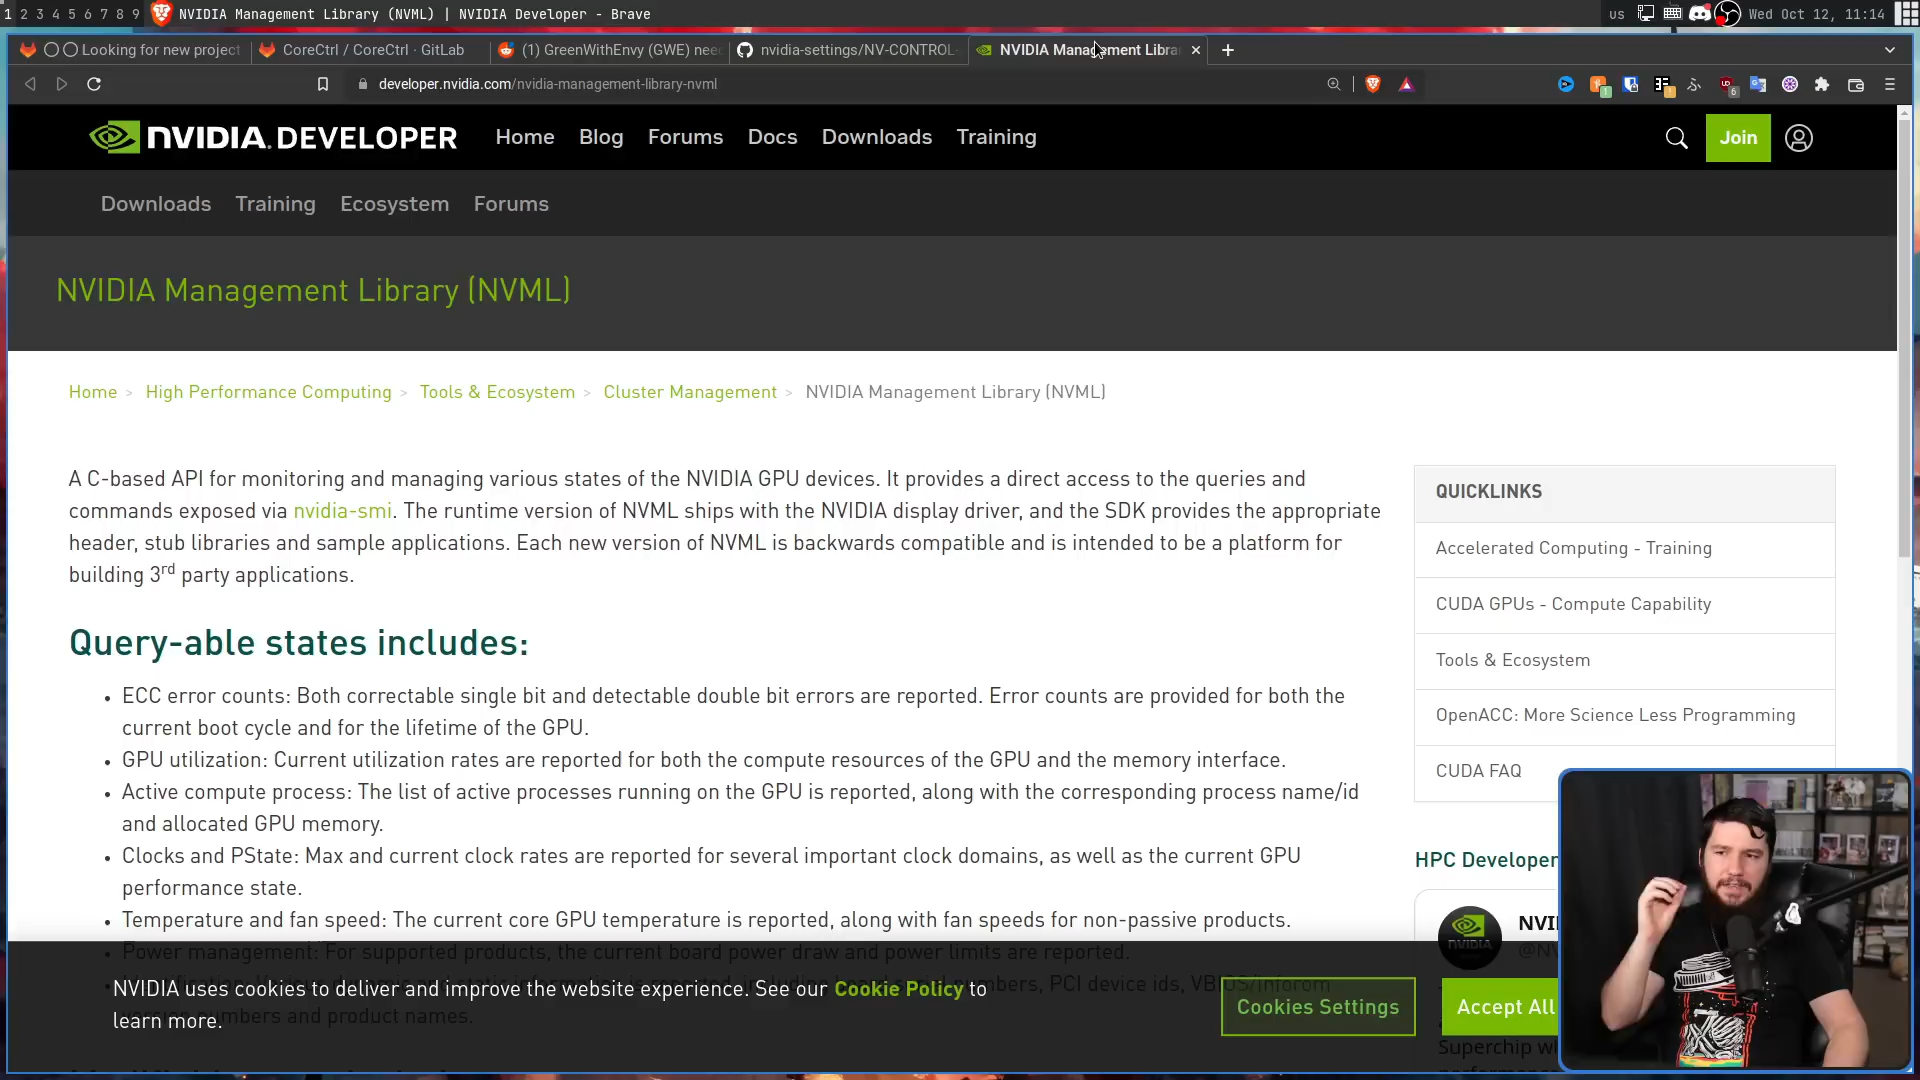 1 2 3 4 5 6 7 8 9 NVIDIA Management Library (NVML) | NVIDIA Developer - Brave us Wed Oct 12, 11:14
Looking for new project CoreCtrl / CoreCtrl · GitLab (1) GreenWithEnvy (GWE) nee nvidia-settings/NV-CONTROL- NVIDIA Management Libra
developer.nvidia.com/nvidia-management-library-nvml
NVIDIA. DEVELOPER Home Blog Forums Docs Downloads Training Join
Downloads Training Ecosystem Forums
NVIDIA Management Library (NVML)
Home > High Performance Computing > Tools & Ecosystem > Cluster Management > NVIDIA Management Library (NVML)
A C-based API for monitoring and managing various states of the NVIDIA GPU devices. It provides a direct access to the queries and
commands exposed via nvidia-smi. The runtime version of NVML ships with the NVIDIA display driver, and the SDK provides the appropriate
header, stub libraries and sample applications. Each new version of NVML is backwards compatible and is intended to be a platform for
building 3rd party applications.
Query-able states includes:
• ECC error counts: Both correctable single bit and detectable double bit errors are reported. Error counts are provided for both the
current boot cycle and for the lifetime of the GPU.
• GPU utilization: Current utilization rates are reported for both the compute resources of the GPU and the memory interface.
• Active compute process: The list of active processes running on the GPU is reported, along with the corresponding process name/id
and allocated GPU memory.
• Clocks and PState: Max and current clock rates are reported for several important clock domains, as well as the current GPU
performance state.
• Temperature and fan speed: The current core GPU temperature is reported, along with fan speeds for non-passive products.
Power management: For supported products, the current board power draw and power limits are reported.
numbers, PCI device ids, VBIOS/Inforom
version numbers and product names.
NVIDIA uses cookies to deliver and improve the website experience. See our Cookie Policy to
learn more.
Cookies Settings
Accept All
QUICKLINKS
Accelerated Computing - Training
CUDA GPUs - Compute Capability
Tools & Ecosystem
OpenACC: More Science Less Programming
CUDA FAQ
HPC Developer
NVI
@NV
Superchip